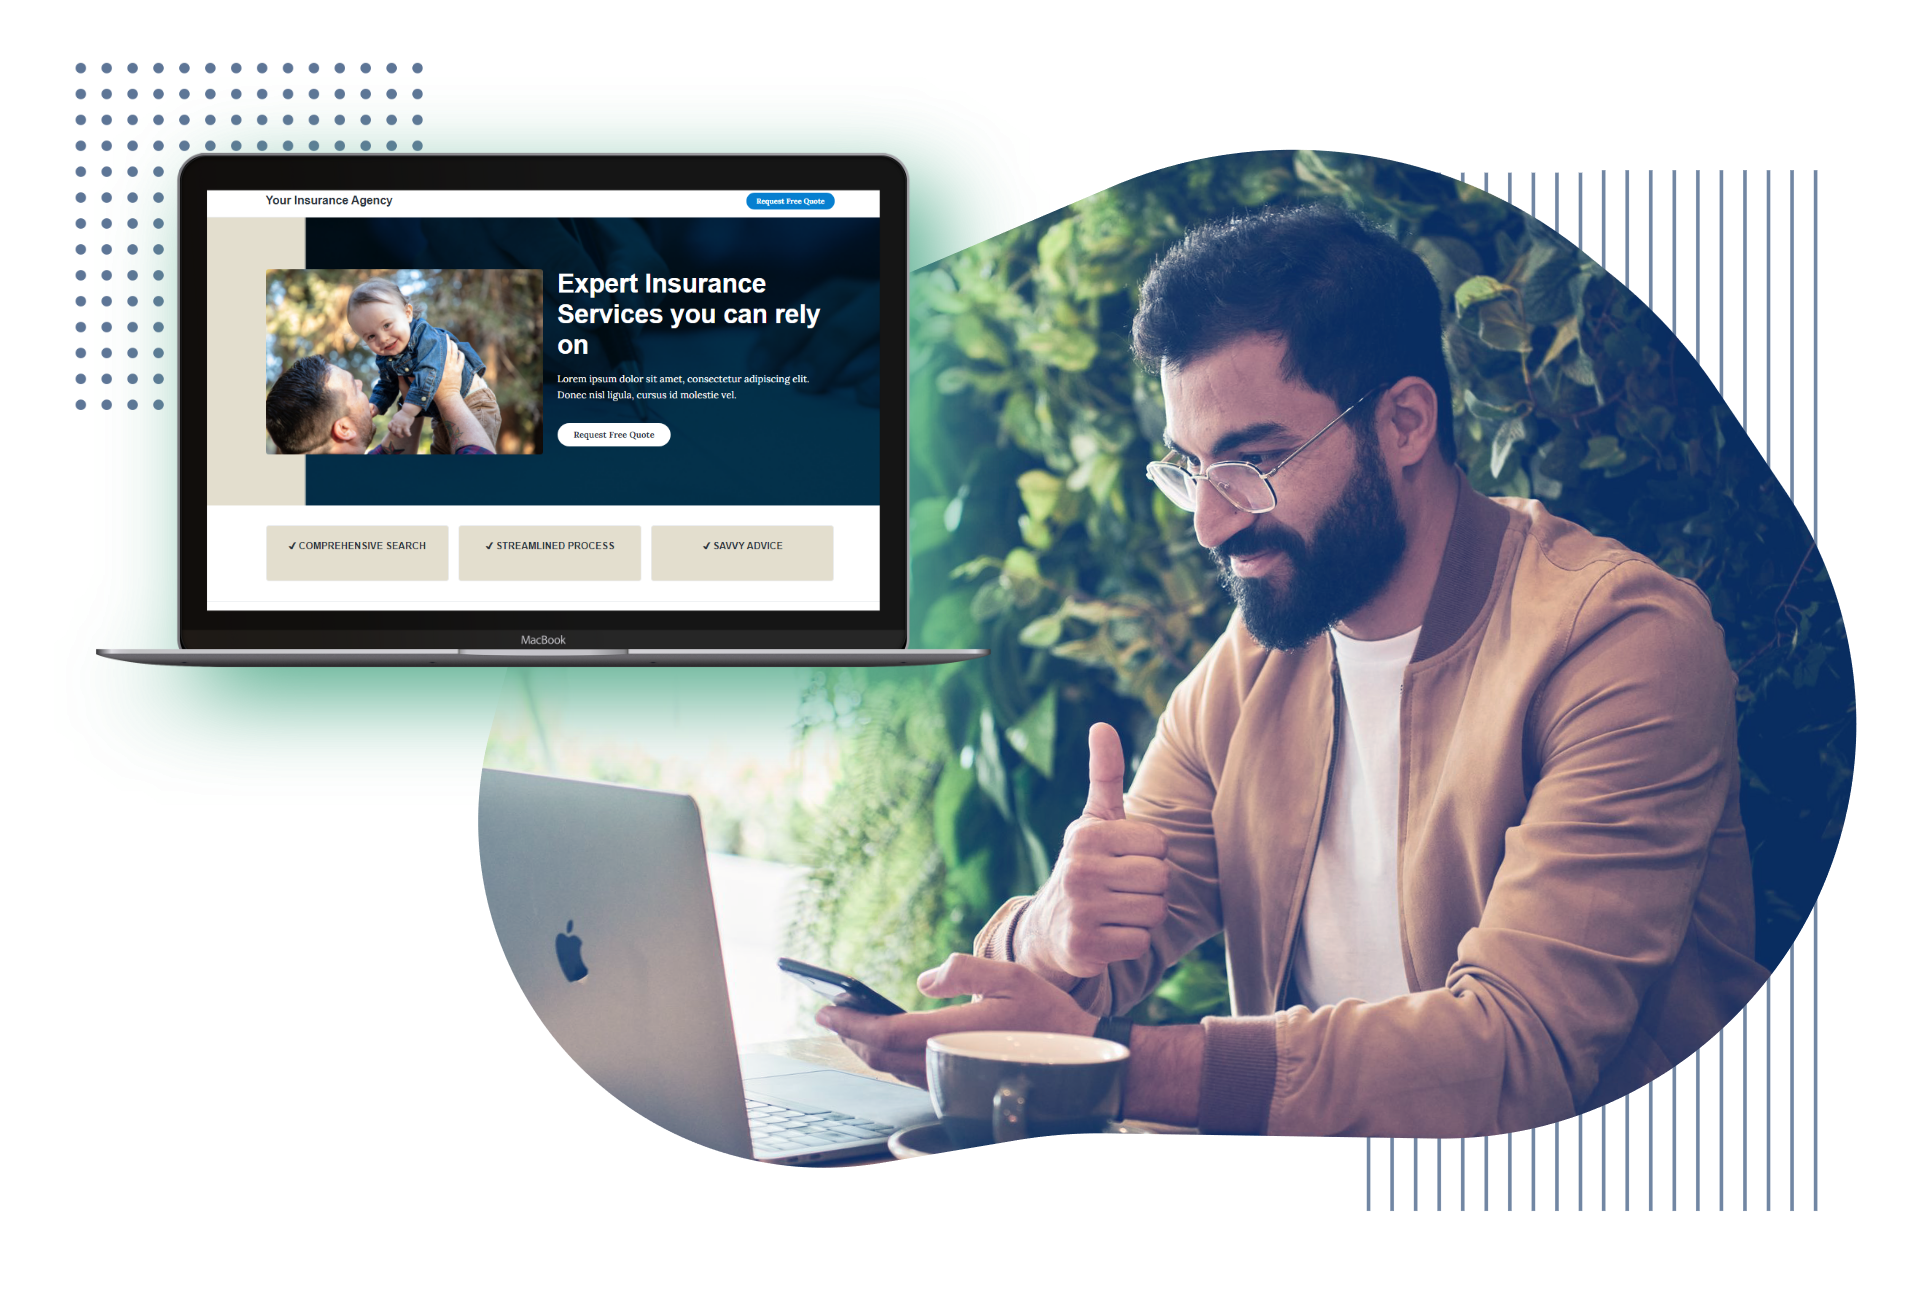 Your Insurance Agency
Request Free Quote
Expert Insurance
Services you can rely
on
Lorem ipsum dolor sit amet, consectetur adipiscing elit.
Donec nisl ligula, cursus id molestie vel.
Request Free Quote
✓ COMPREHENSIVE SEARCH
✓ STREAMLINED PROCESS
✓ SAVVY ADVICE
MacBook